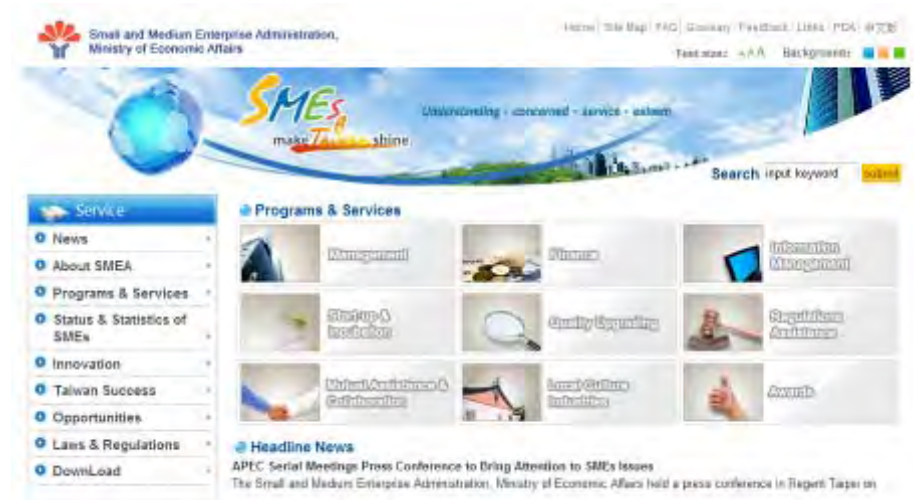 Small and Medium Enterprise Administration,
Ministry of Economic Affairs
Home | Site Map | FAQ | Glossary | Feedback | Links | PDA | 中文版
Text size: A A A Background:
SMEs
make Taiwan shine
Understanding - concerned - service - esteem
Search input keyword submit
Service
News
About SMEA
Programs & Services
Status & Statistics of
SMEs
Innovation
Taiwan Success
Opportunities
Laws & Regulations
DownLoad
Programs & Services
Management
Finance
Information
Management
Start-up &
Incubation
Quality Upgrading
Regulations
Assistance
Mutual Assistance &
Collaboration
Local Culture
Industries
Awards
Headline News
APEC Serial Meetings Press Conference to Bring Attention to SMEs Issues
The Small and Medium Enterprise Administration, Ministry of Economic Affairs held a press conference in Regent Taipei on